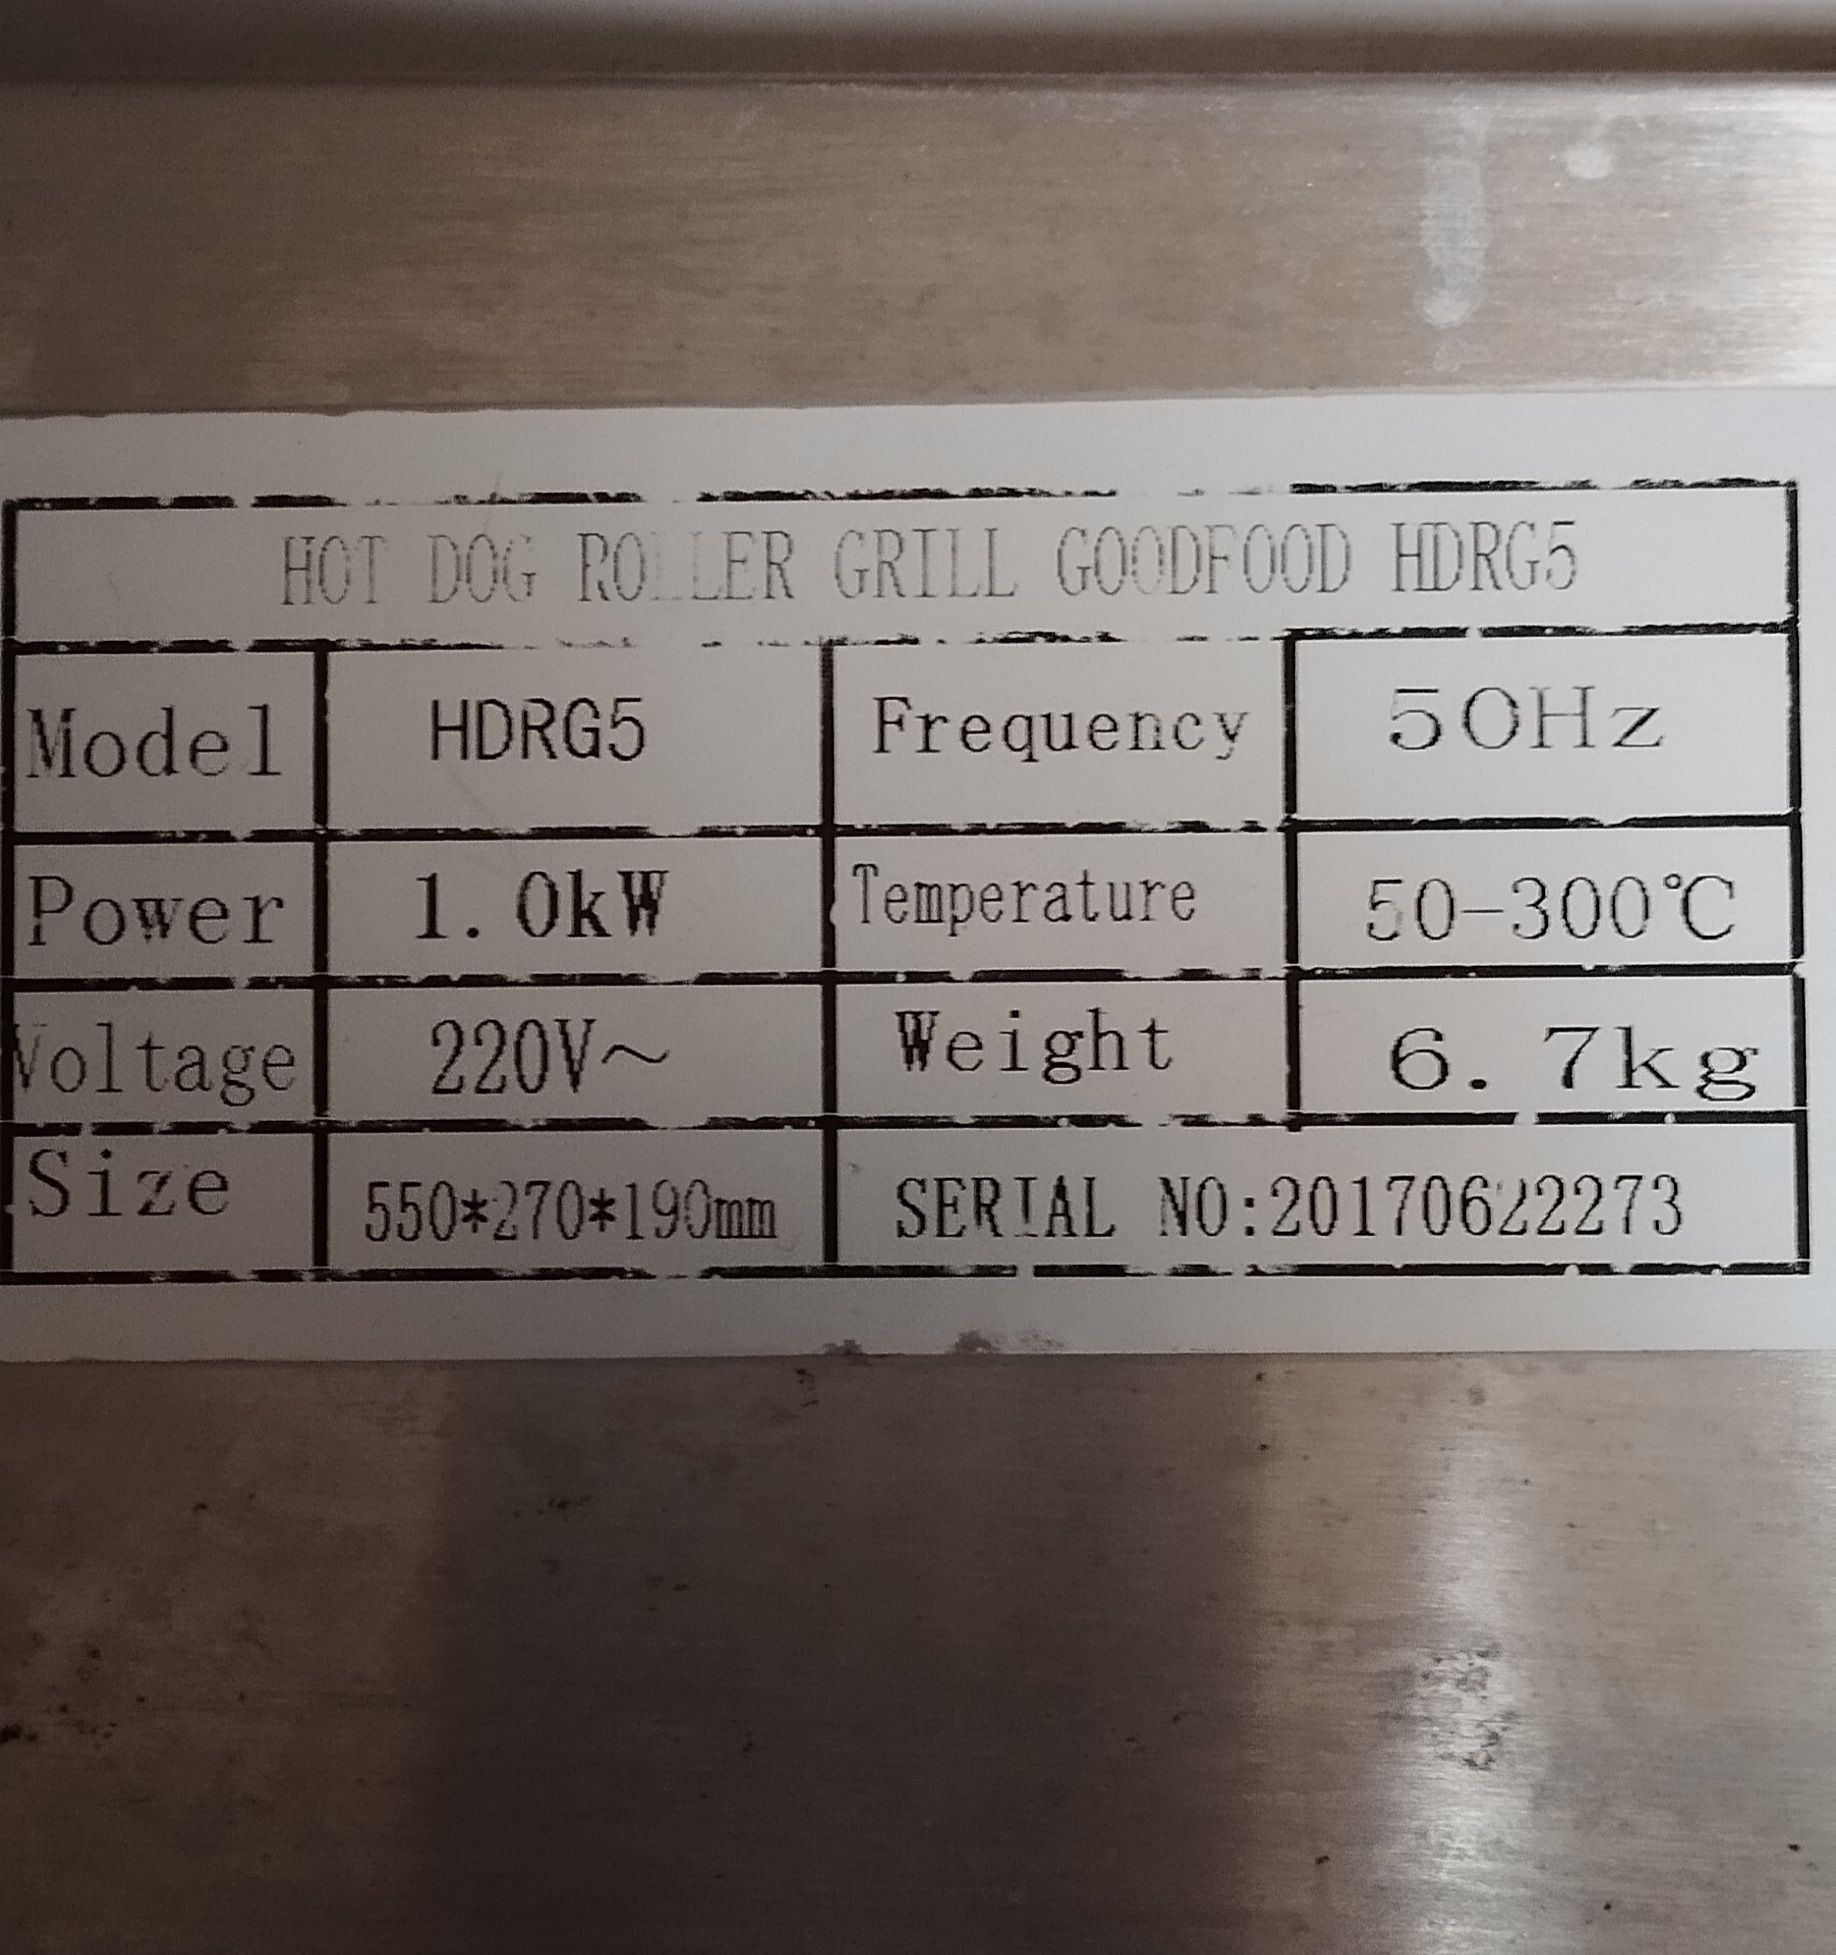 HOT DOG ROLLER GRILL GOODFOOD HDRG5
Model HDRG5 Frequency 50Hz
Power 1.0kW Temperature 50-300℃
Voltage 220V~ Weight 6.7kg
Size 550*270*190mm SERIAL NO:20170622273